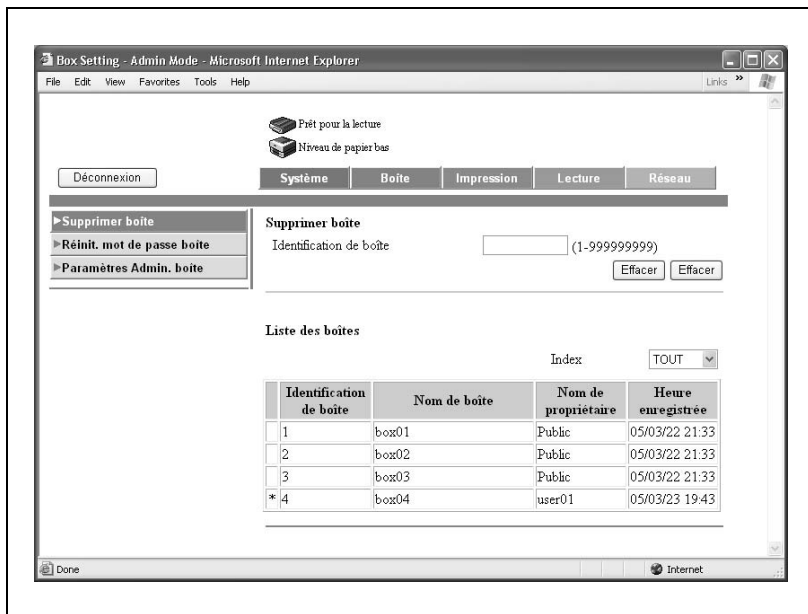 Box Setting - Admin Mode - Microsoft Internet Explorer
File Edit View Favorites Tools Help Links »
Prêt pour la lecture
Niveau de papier bas
Déconnexion
Système Boîte Impression Lecture Réseau
Supprimer boîte
Réinit. mot de passe boîte
Paramètres Admin. boîte
Supprimer boîte
Identification de boîte (1-999999999)
Effacer Effacer
Liste des boîtes
Index TOUT
Identification de boîte Nom de boîte Nom de propriétaire Heure enregistrée
1 box01 Public 05/03/22 21:33
2 box02 Public 05/03/22 21:33
3 box03 Public 05/03/22 21:33
* 4 box04 user01 05/03/23 19:43
Done Internet